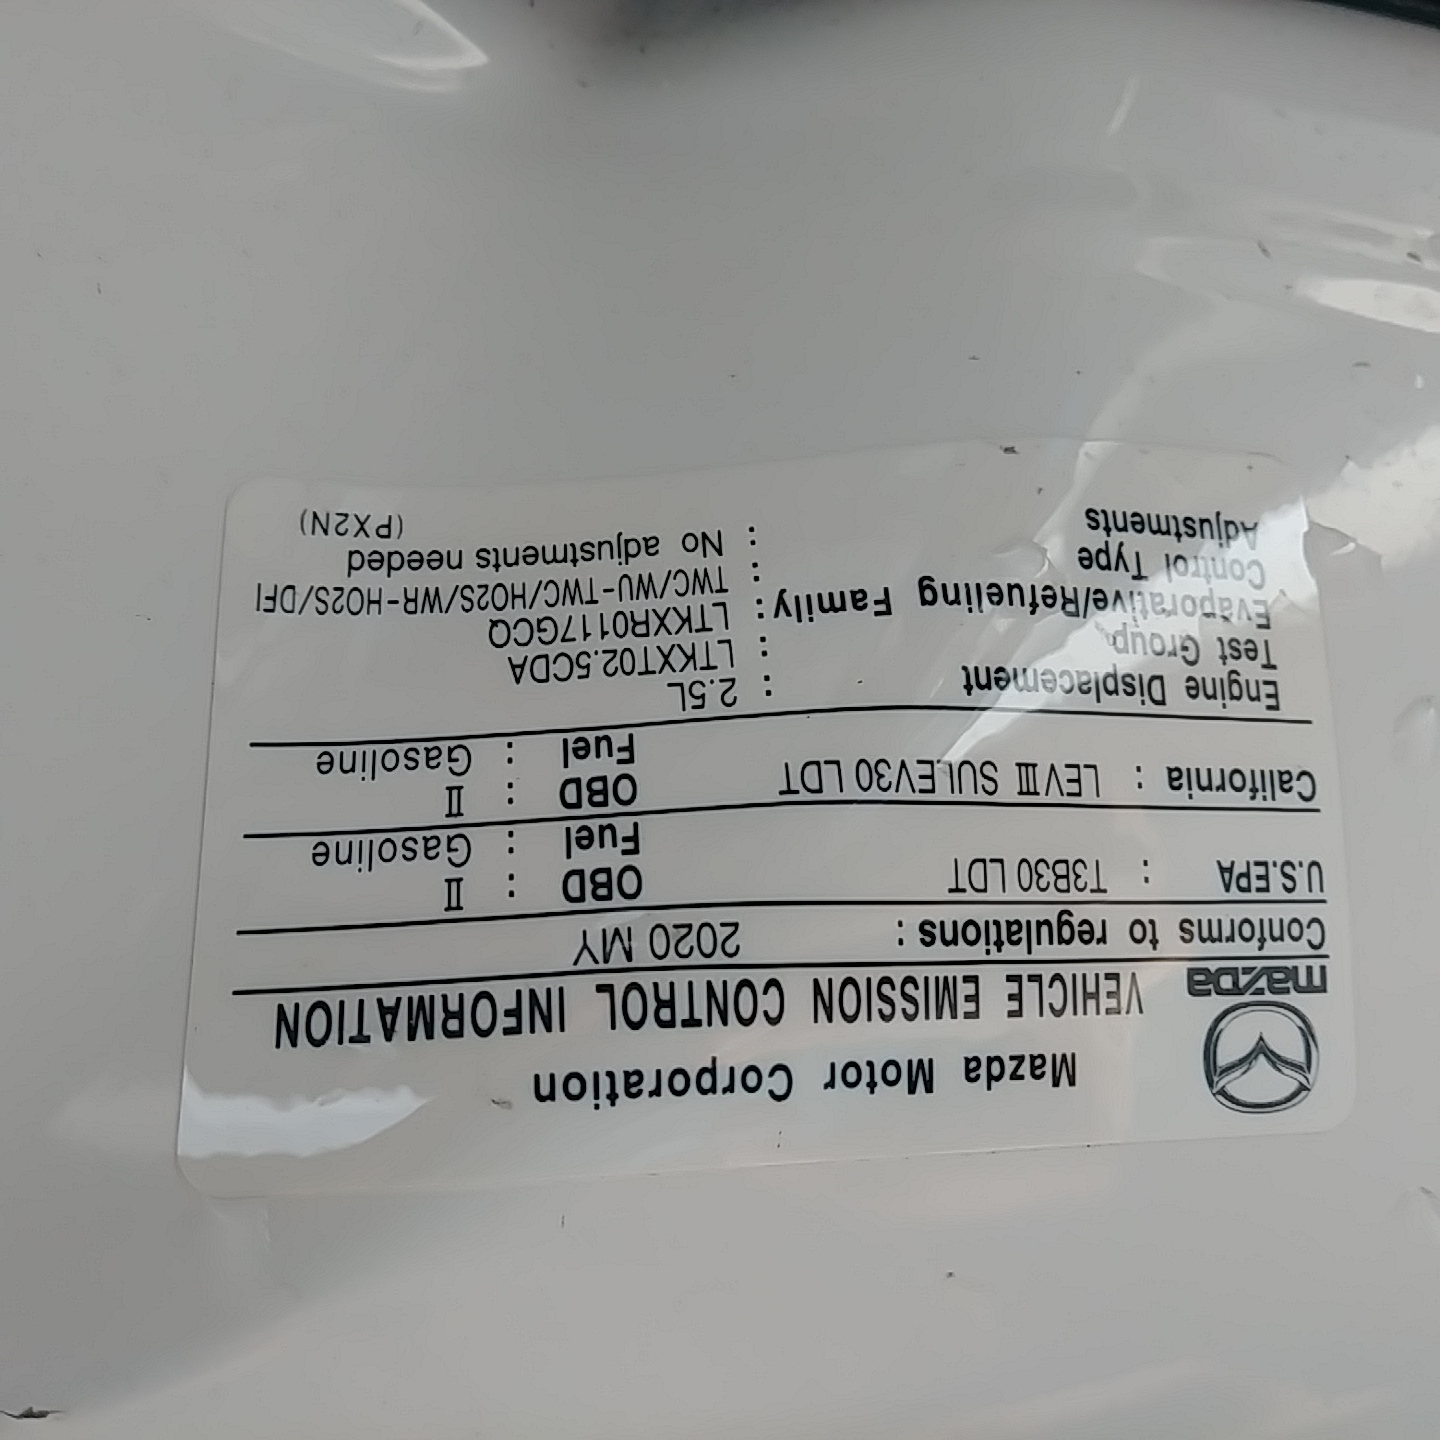 Mazda Motor Corporation
mazda VEHICLE EMISSION CONTROL INFORMATION
Conforms to regulations : 2020 MY
U.S.EPA : T3B30 LDT OBD : II
Fuel : Gasoline
California : LEVIII SULEV30 LDT OBD : II
Fuel : Gasoline
Engine Displacement : 2.5L
Test Group : LTKXT02.5CDA
Evaporative/Refueling Family : LTKXR0117GCQ
Control Type : TWC/WU-TWC/HO2S/WR-HO2S/DFI
Adjustments : No adjustments needed
(PX2N)